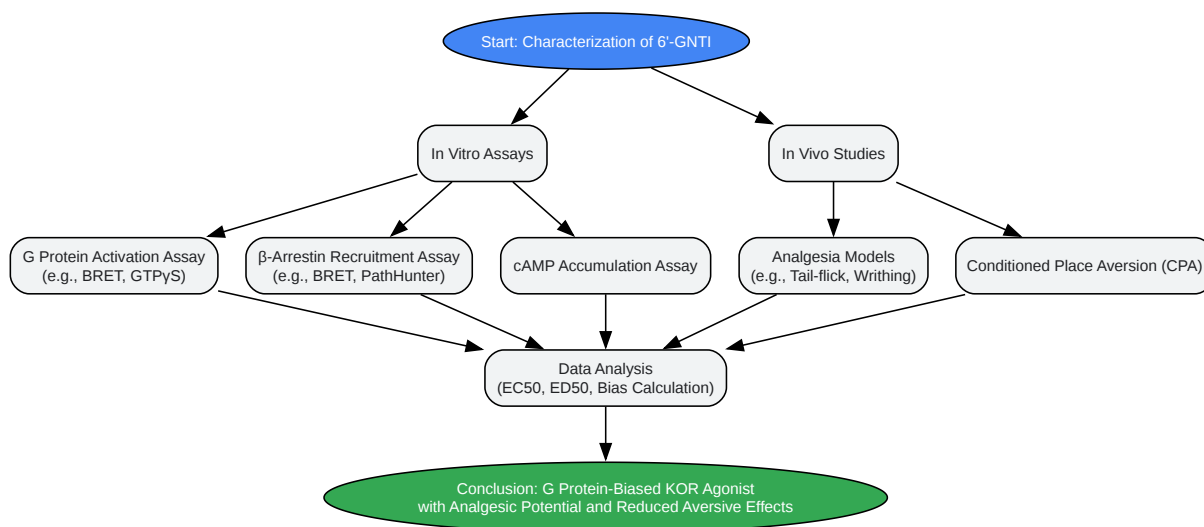 Start: Characterization of 6'-GNTI
In Vitro Assays
In Vivo Studies
G Protein Activation Assay
(e.g., BRET, GTPγS)
β-Arrestin Recruitment Assay
(e.g., BRET, PathHunter)
cAMP Accumulation Assay
Analgesia Models
(e.g., Tail-flick, Writhing)
Conditioned Place Aversion (CPA)
Data Analysis
(EC50, ED50, Bias Calculation)
Conclusion: G Protein-Biased KOR Agonist
with Analgesic Potential and Reduced Aversive Effects